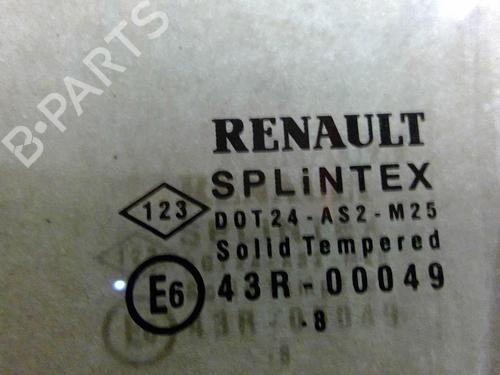 B-PARTS
RENAULT
SPLiNTEX
123
DOT24-AS2-M25
Solid Tempered
E6 43R-00049
-8